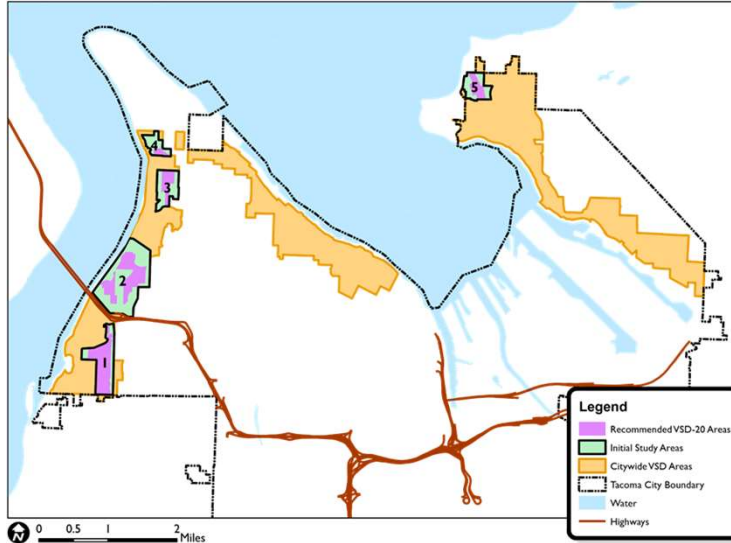 5
4
3
2
1
Legend
Recommended VSD-20 Areas
Initial Study Areas
Citywide VSD Areas
Tacoma City Boundary
Water
Highways
N 0 0.5 1 2
Miles